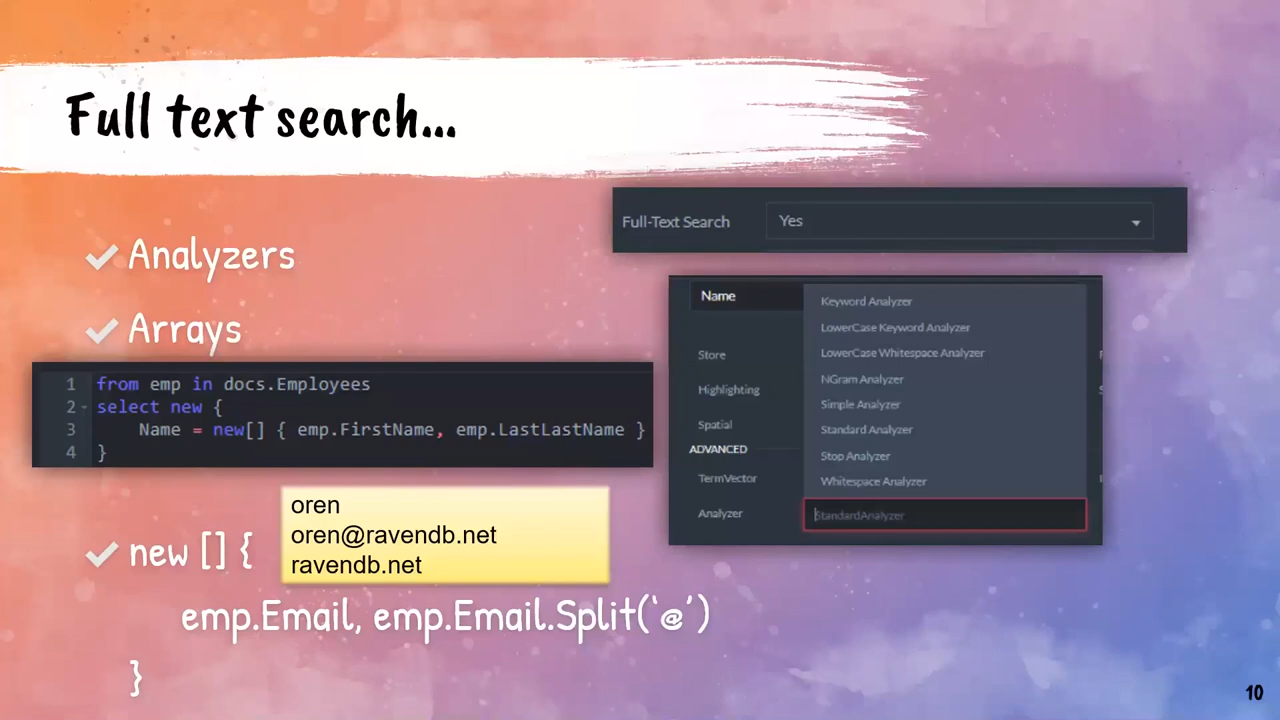 Full text search...
Analyzers
Arrays
1 from emp in docs.Employees
2 select new {
3 Name = new[] { emp.FirstName, emp.LastLastName }
4 }
oren
oren@ravendb.net
ravendb.net
new [] {
emp.Email, emp.Email.Split('@')
}
Full-Text Search Yes
Name
Keyword Analyzer
LowerCase Keyword Analyzer
LowerCase Whitespace Analyzer
NGram Analyzer
Simple Analyzer
Standard Analyzer
Stop Analyzer
Whitespace Analyzer
Store
Highlighting
Spatial
ADVANCED
TermVector
Analyzer StandardAnalyzer
10